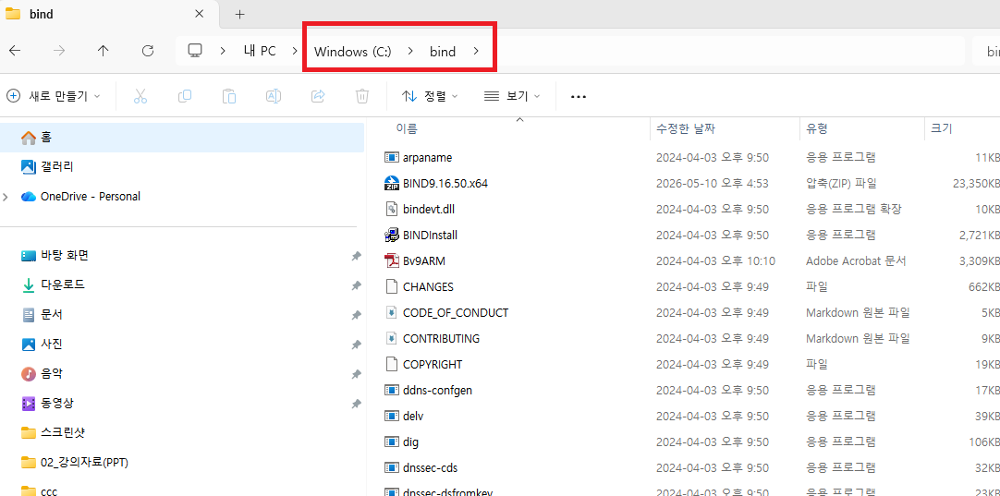 bind
내 PC > Windows (C:) > bind > bin
새로 만들기 정렬 보기
이름 수정한 날짜 유형 크기
홈
갤러리
OneDrive - Personal
바탕 화면
다운로드
문서
사진
음악
동영상
스크린샷
02_강의자료(PPT)
ccc
arpaname 2024-04-03 오후 9:50 응용 프로그램 11KB
BIND9.16.50.x64 2026-05-10 오후 4:53 압축(ZIP) 파일 23,350KB
bindevt.dll 2024-04-03 오후 9:50 응용 프로그램 확장 10KB
BINDInstall 2024-04-03 오후 9:50 응용 프로그램 2,721KB
Bv9ARM 2024-04-03 오후 10:10 Adobe Acrobat 문서 3,309KB
CHANGES 2024-04-03 오후 9:49 파일 662KB
CODE_OF_CONDUCT 2024-04-03 오후 9:49 Markdown 원본 파일 5KB
CONTRIBUTING 2024-04-03 오후 9:49 Markdown 원본 파일 9KB
COPYRIGHT 2024-04-03 오후 9:49 파일 19KB
ddns-confgen 2024-04-03 오후 9:50 응용 프로그램 17KB
delv 2024-04-03 오후 9:50 응용 프로그램 39KB
dig 2024-04-03 오후 9:50 응용 프로그램 106KB
dnssec-cds 2024-04-03 오후 9:50 응용 프로그램 32KB
dnssec-dsfromkey 2024-04-03 오후 9:50 응용 프로그램 23KB